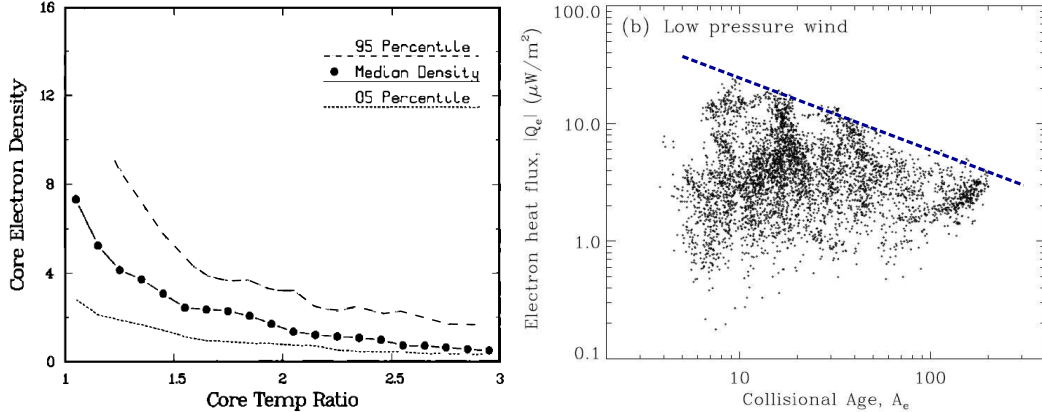 16
12
8
4
0
Core Electron Density
95 Percentile
Median Density
05 Percentile
1
1.5
2
2.5
3
Core Temp Ratio
100.0
10.0
1.0
0.1
Electron heat flux, |Qe| (μW/m²)
(b) Low pressure wind
10
100
Collisional Age, Ae